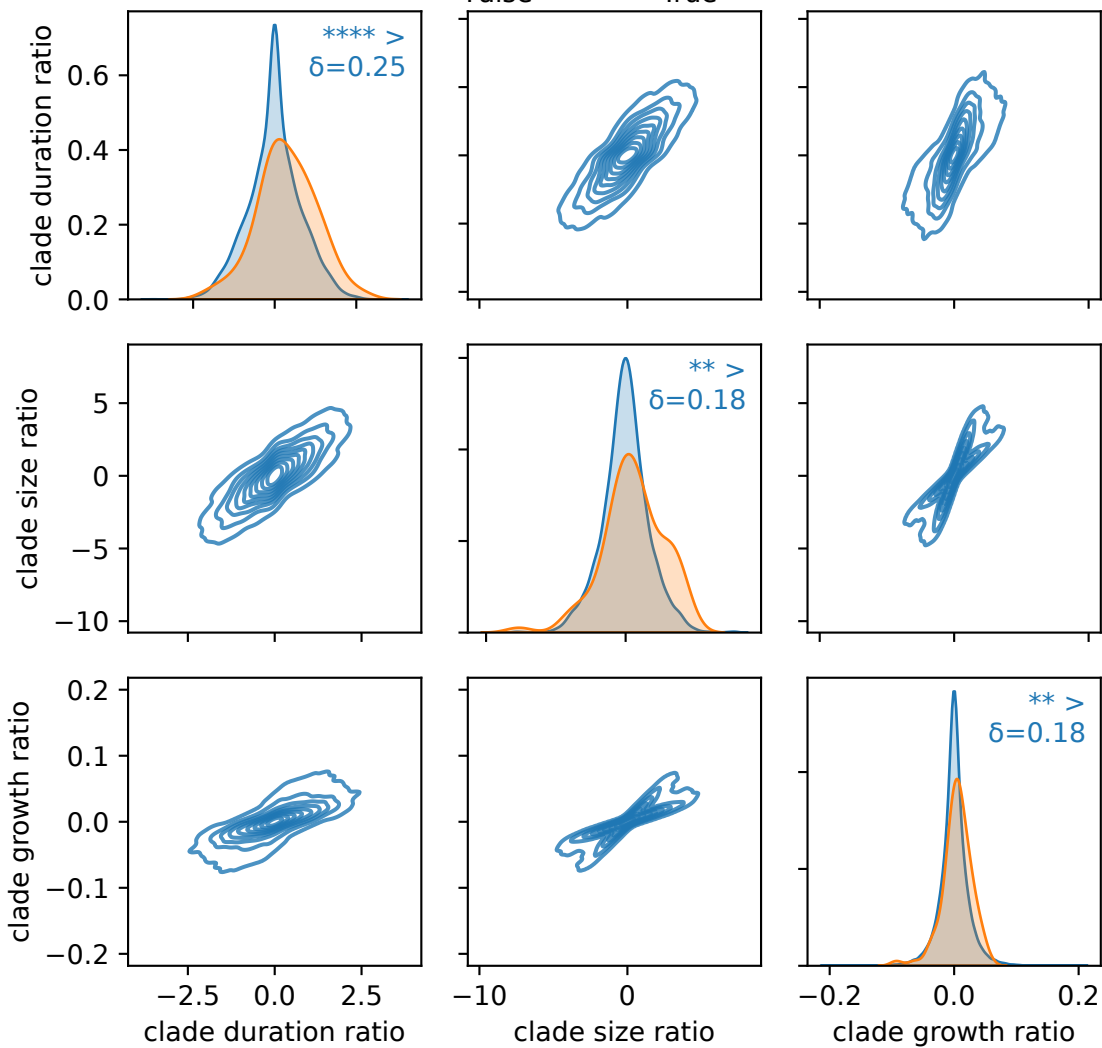 False True
clade duration ratio
0.6
0.4
0.2
0.0
**** >
δ=0.25
clade size ratio
5
0
−5
−10
** >
δ=0.18
clade growth ratio
0.2
0.1
0.0
−0.1
−0.2
** >
δ=0.18
−2.5 0.0 2.5
−10 0
−0.2 0.0 0.2
clade duration ratio
clade size ratio
clade growth ratio